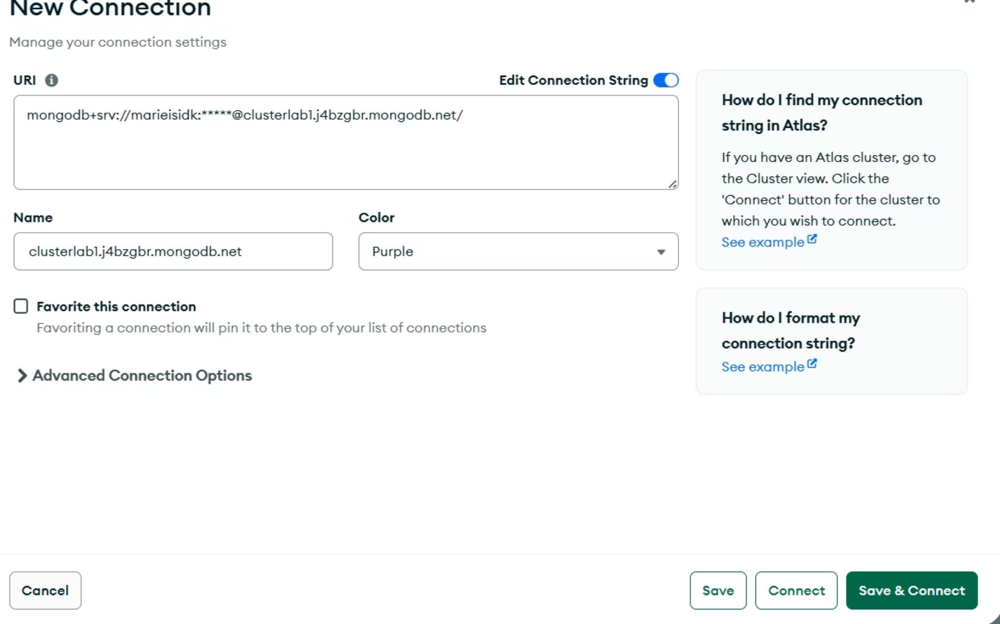 New Connection
Manage your connection settings
URI
Edit Connection String
mongodb+srv://marieisidk:*****@clusterlab1.j4bzgbr.mongodb.net/
Name
Color
clusterlab1.j4bzgbr.mongodb.net
Purple
Favorite this connection
Favoriting a connection will pin it to the top of your list of connections
Advanced Connection Options
How do I find my connection
string in Atlas?
If you have an Atlas cluster, go to
the Cluster view. Click the
'Connect' button for the cluster to
which you wish to connect.
See example
How do I format my
connection string?
See example
Cancel
Save
Connect
Save & Connect